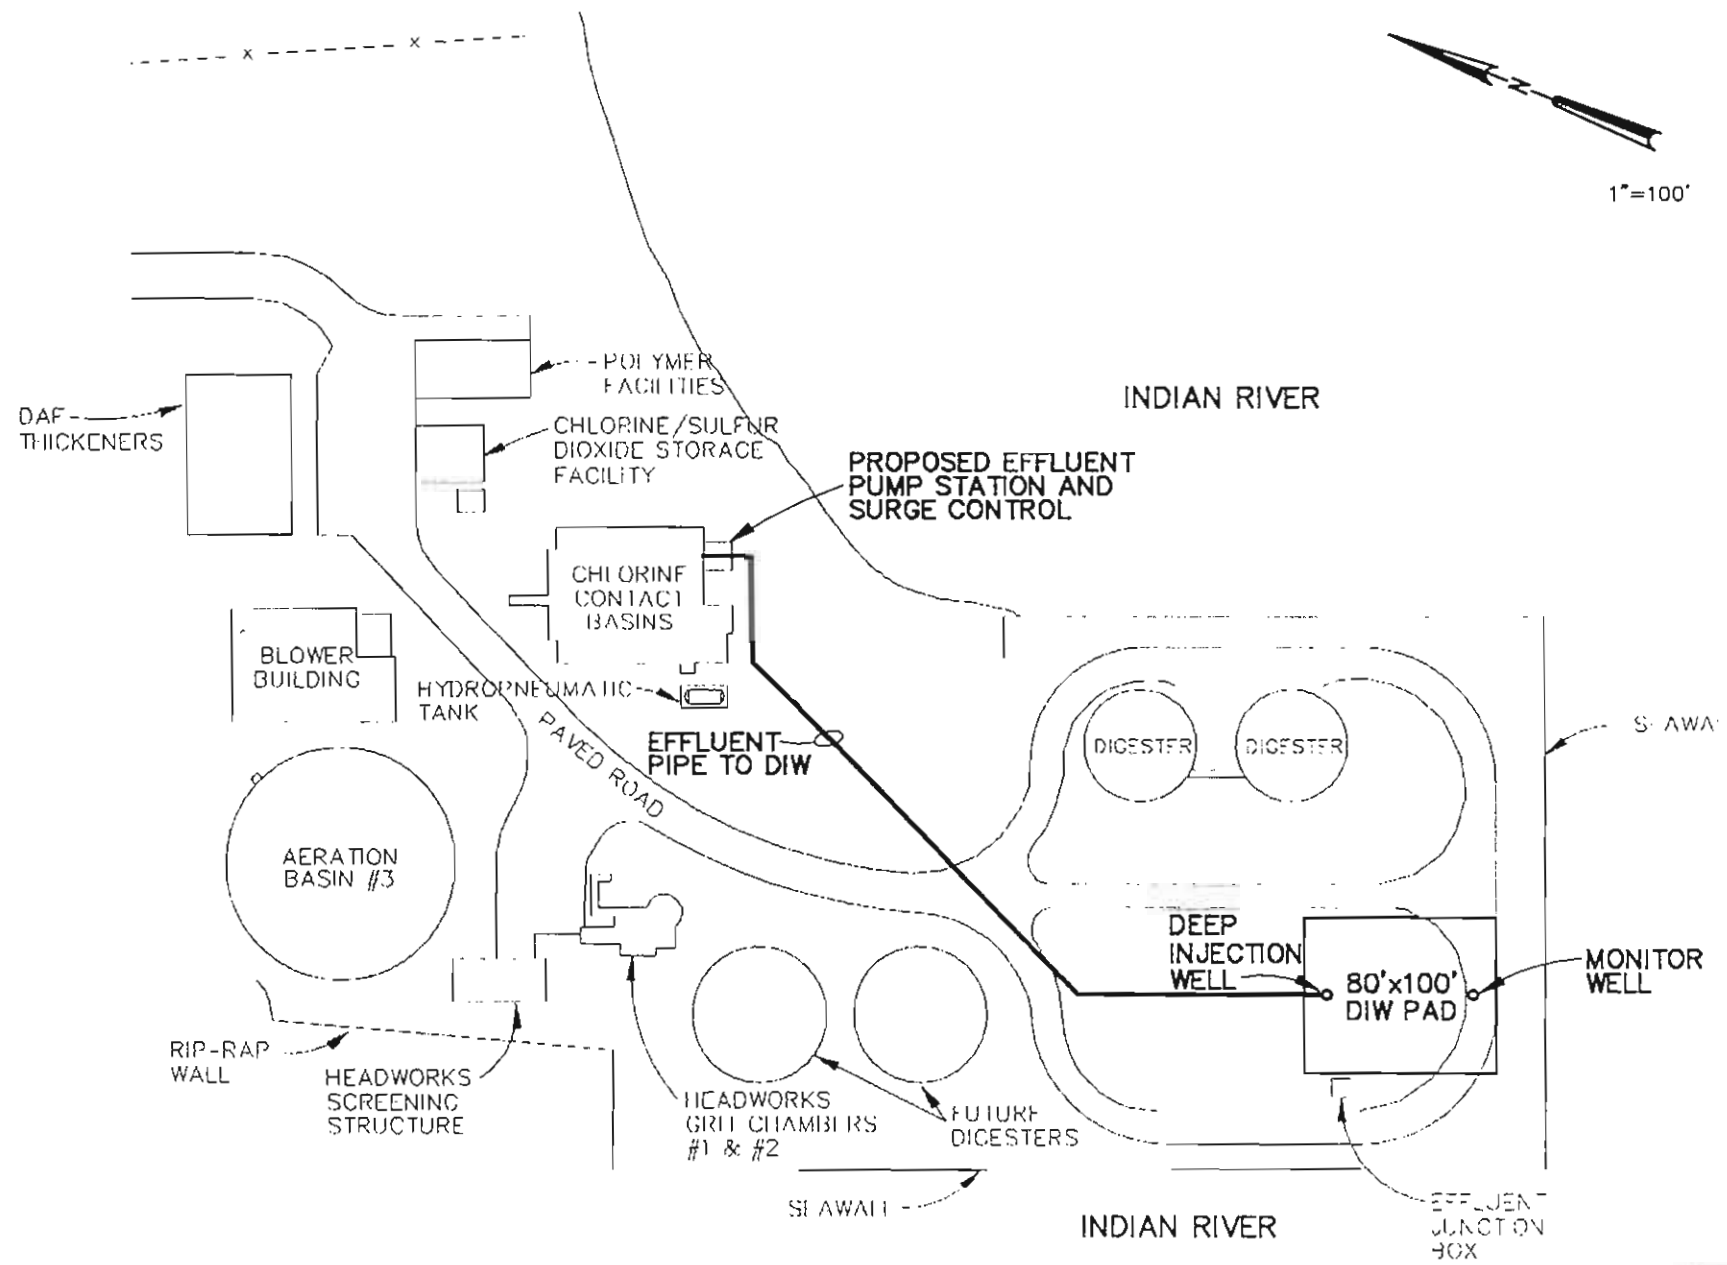 N
1"=100'
POLYMER
FACILITIES
INDIAN RIVER
DAF
THICKENERS
CHLORINE/SULFUR
DIOXIDE STORAGE
FACILITY
PROPOSED EFFLUENT
PUMP STATION AND
SURGE CONTROL
CHLORINE
CONTACT
BASINS
BLOWER
BUILDING
HYDROPNEUMATIC
TANK
PAVED ROAD
EFFLUENT
PIPE TO DIW
DIGESTER
DIGESTER
SEAWA
AERATION
BASIN #3
DEEP
INJECTION
WELL
80'x100'
DIW PAD
MONITOR
WELL
RIP-RAP
WALL
HEADWORKS
SCREENING
STRUCTURE
HEADWORKS
GRIT CHAMBERS
#1 & #2
FUTURE
DIGESTERS
SEAWALL
INDIAN RIVER
EFFLUENT
JUNCTION
BOX